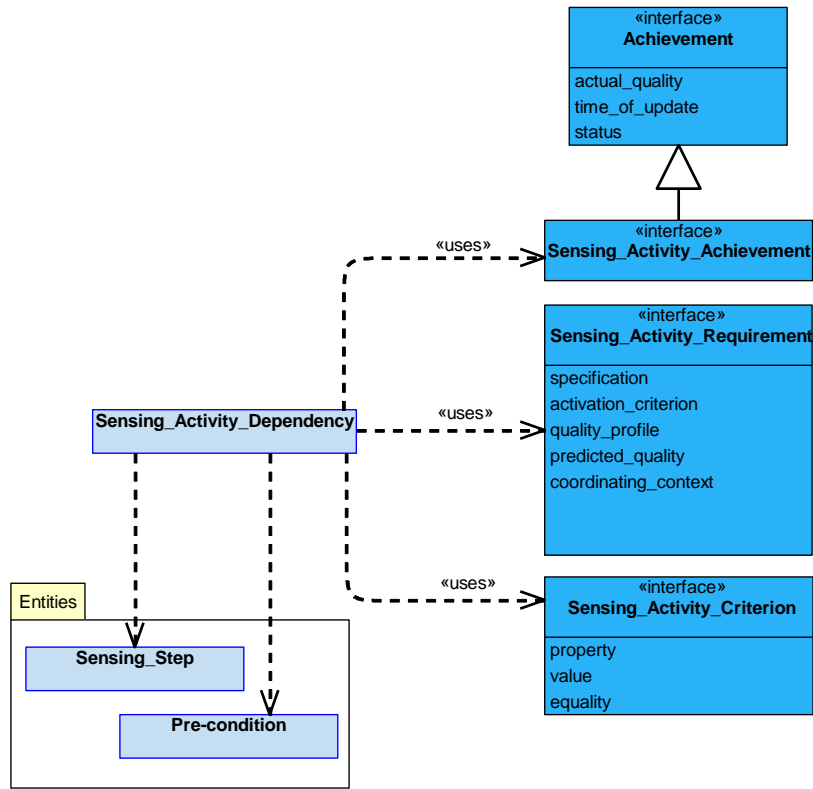 «interface»
Achievement
actual_quality
time_of_update
status
«uses»
«interface»
Sensing_Activity_Achievement
«interface»
Sensing_Activity_Requirement
specification
activation_criterion
quality_profile
predicted_quality
coordinating_context
Sensing_Activity_Dependency
«uses»
«uses»
«interface»
Sensing_Activity_Criterion
property
value
equality
Entities
Sensing_Step
Pre-condition